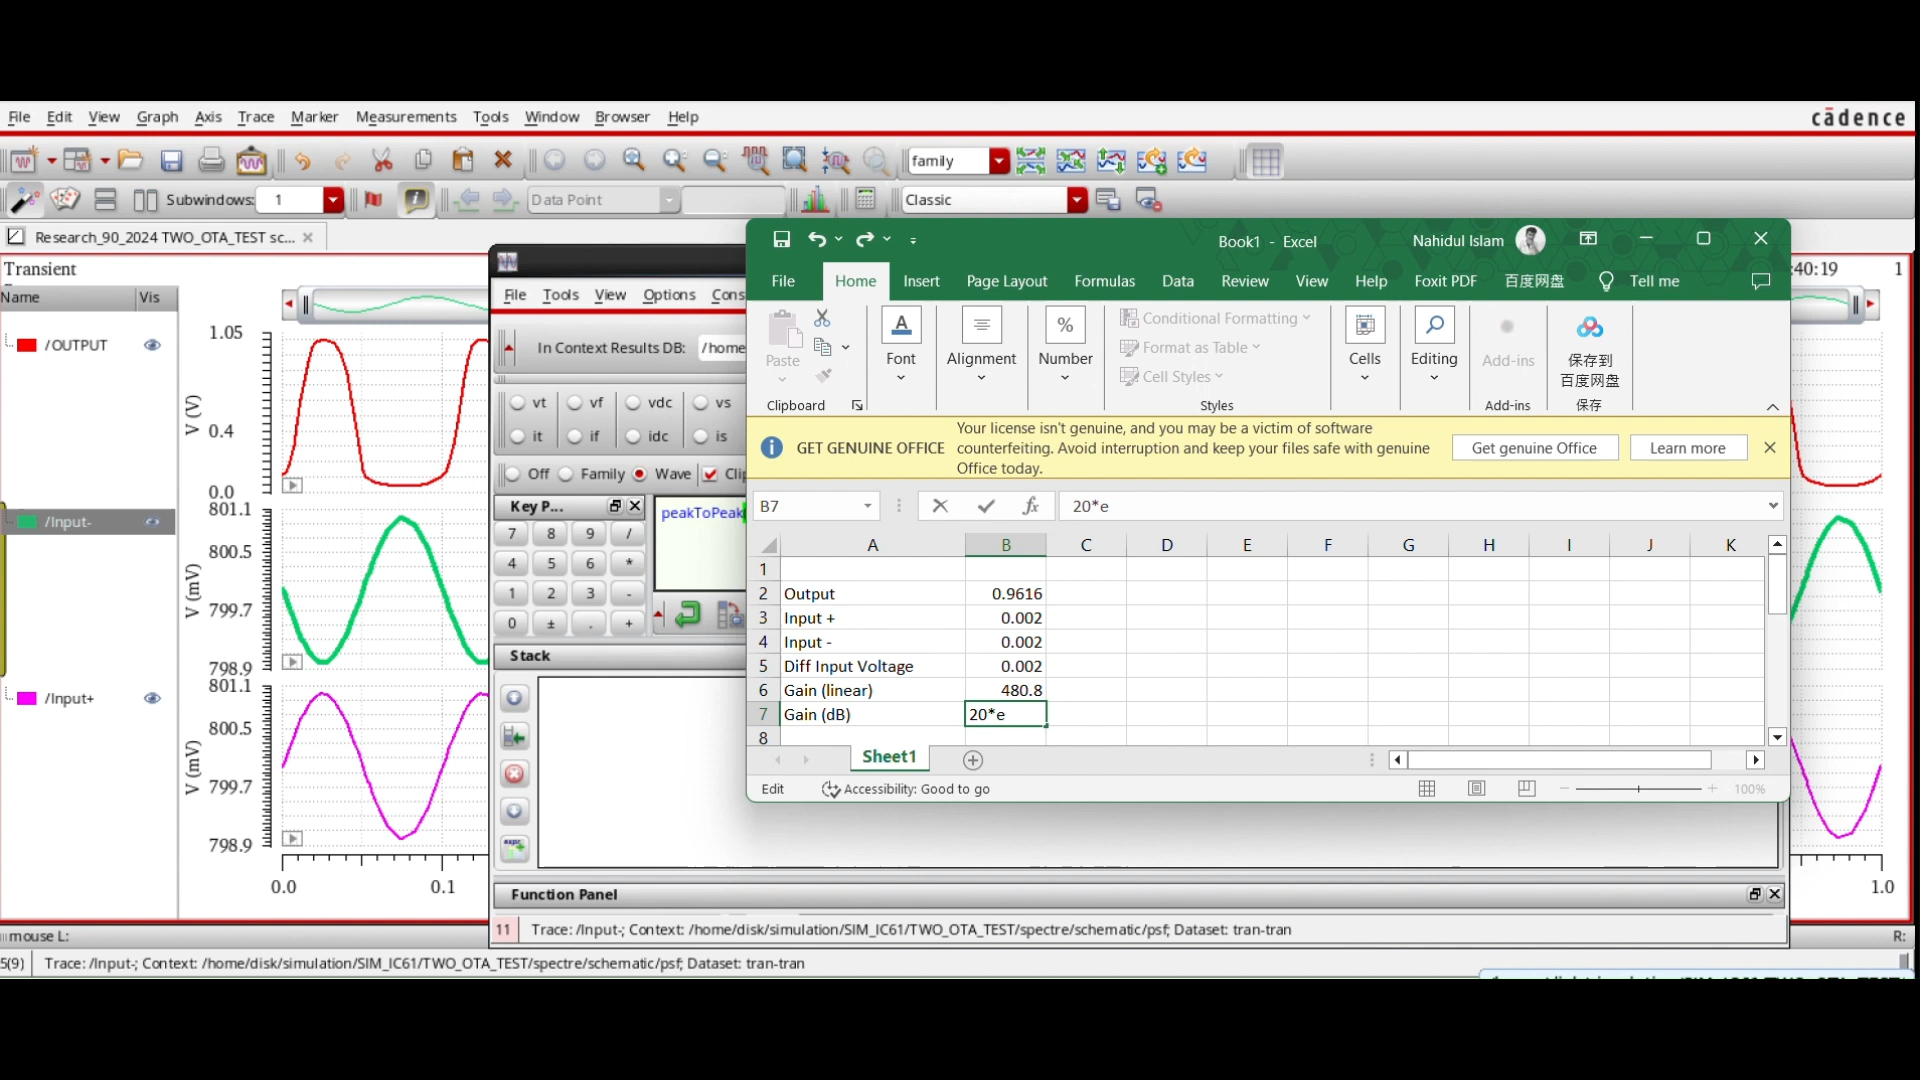 File Edit View Graph Axis Trace Marker Measurements Tools Window Browser Help
cādence
family
Subwindows: 1
Data Point
Classic
Research_90_2024 TWO_OTA_TEST sc...
Transient
Name Vis
/OUTPUT
/Input-
/Input+
1.05
V (V)
0.4
0.0
801.1
800.5
V (mV)
799.7
798.9
801.1
800.5
V (mV)
799.7
798.9
0.0 0.1
1.0
:40:19 1
File Tools View Options Cons
In Context Results DB: /home
vt vf vdc vs
it if idc is
Off Family Wave Clip
Key P...
7 8 9 /
4 5 6 *
1 2 3 -
0 ± . +
peakToPeak
Stack
expr
Function Panel
11 Trace: /Input-; Context: /home/disk/simulation/SIM_IC61/TWO_OTA_TEST/spectre/schematic/psf; Dataset: tran-tran
mouse L:
R:
5(9) Trace: /Input-; Context: /home/disk/simulation/SIM_IC61/TWO_OTA_TEST/spectre/schematic/psf; Dataset: tran-tran
Book1 - Excel
Nahidul Islam
File Home Insert Page Layout Formulas Data Review View Help Foxit PDF 百度网盘 Tell me
Paste
Clipboard
Font
Alignment
%
Number
Conditional Formatting
Format as Table
Cell Styles
Styles
Cells
Editing
Add-ins
Add-ins
保存到
百度网盘
保存
GET GENUINE OFFICE
Your license isn't genuine, and you may be a victim of software
counterfeiting. Avoid interruption and keep your files safe with genuine
Office today.
Get genuine Office
Learn more
B7
fx
20*e
A B C D E F G H I J K
1
2 Output 0.9616
3 Input + 0.002
4 Input - 0.002
5 Diff Input Voltage 0.002
6 Gain (linear) 480.8
7 Gain (dB) 20*e
8
Sheet1
Edit
Accessibility: Good to go
100%